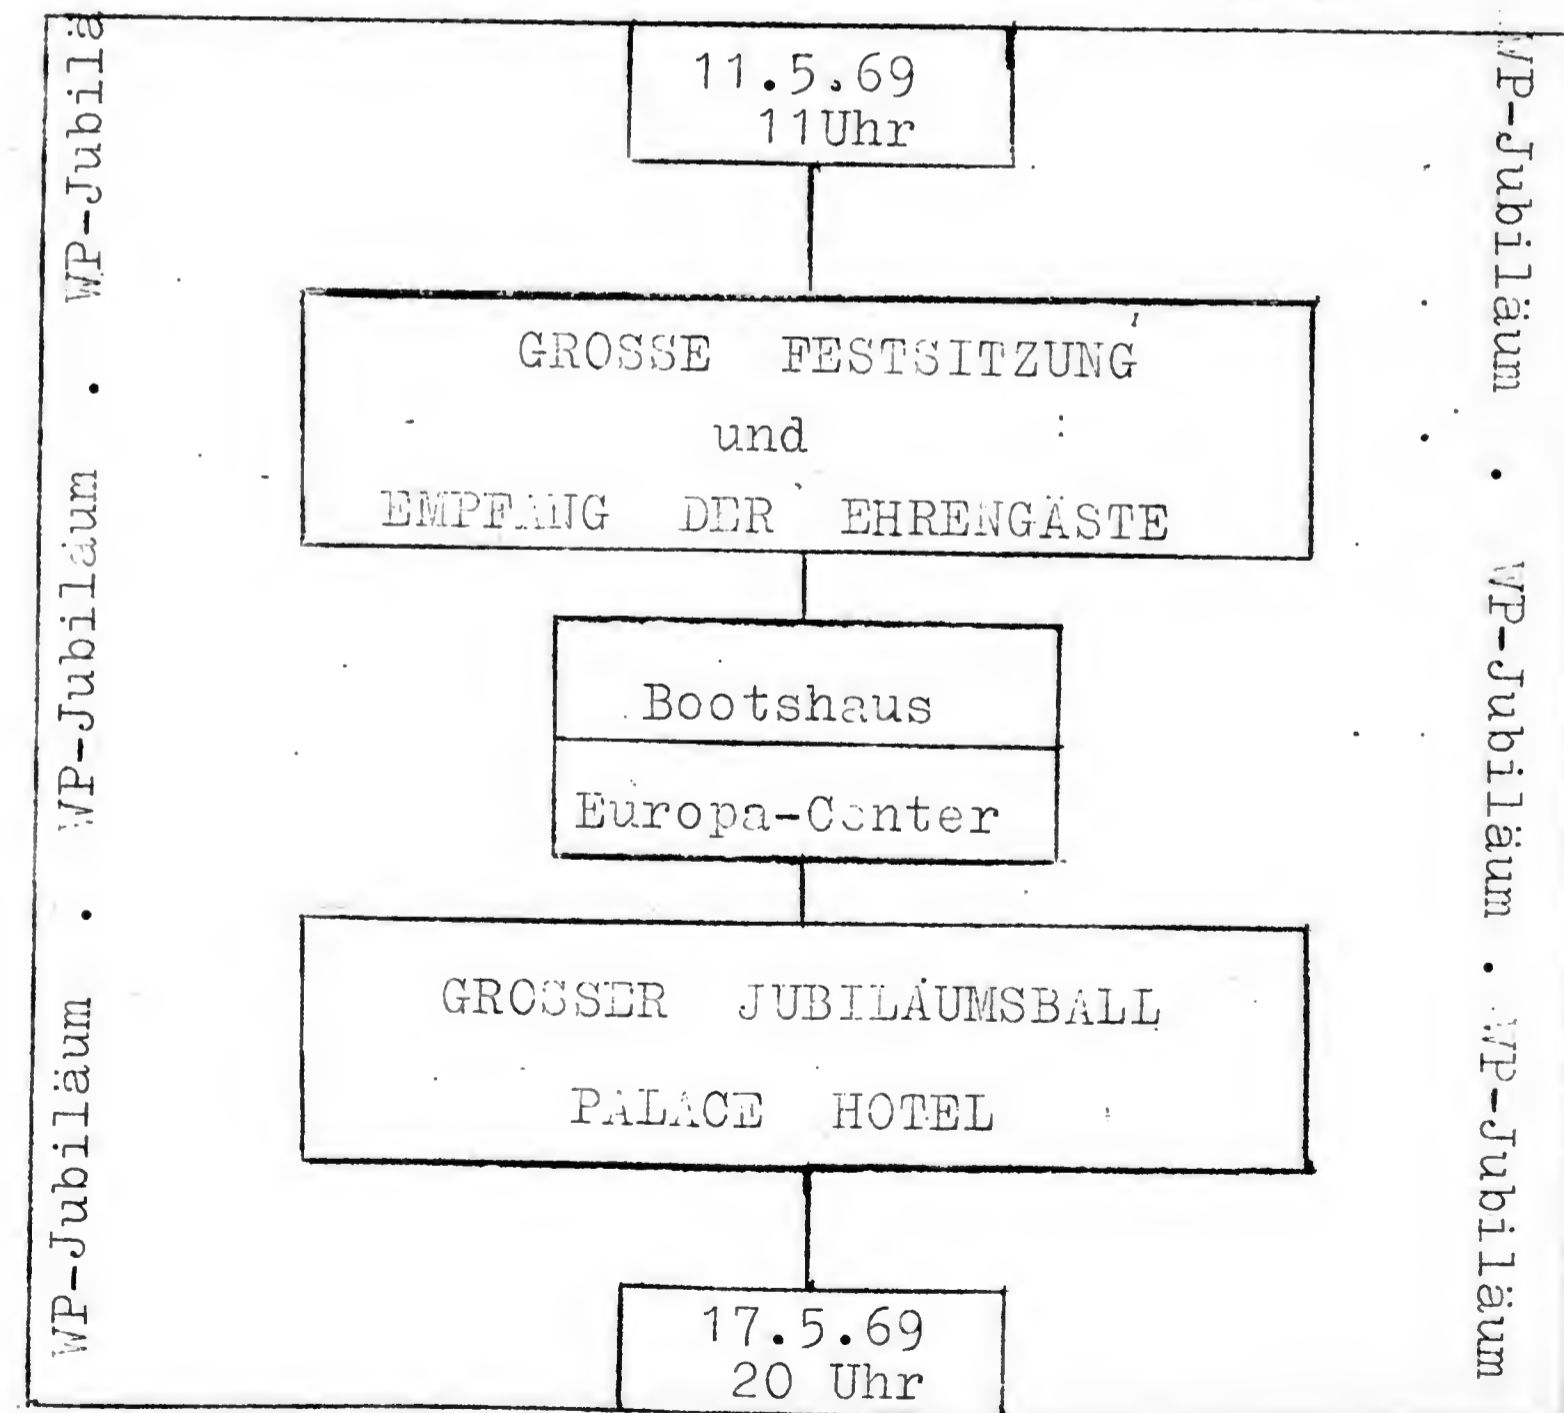 11.5.69
11Uhr
GROSSE FESTSITZUNG
und
EMPFANG DER EHRENGÄSTE
Bootshaus
Europa-Center
GROSSER JUBILÄUMSBALL
PALACE HOTEL
17.5.69
20 Uhr
WP-Jubiläum . WP-Jubiläum . WP-Jubilä
WP-Jubiläum . WP-Jubiläum . WP-Jubiläum